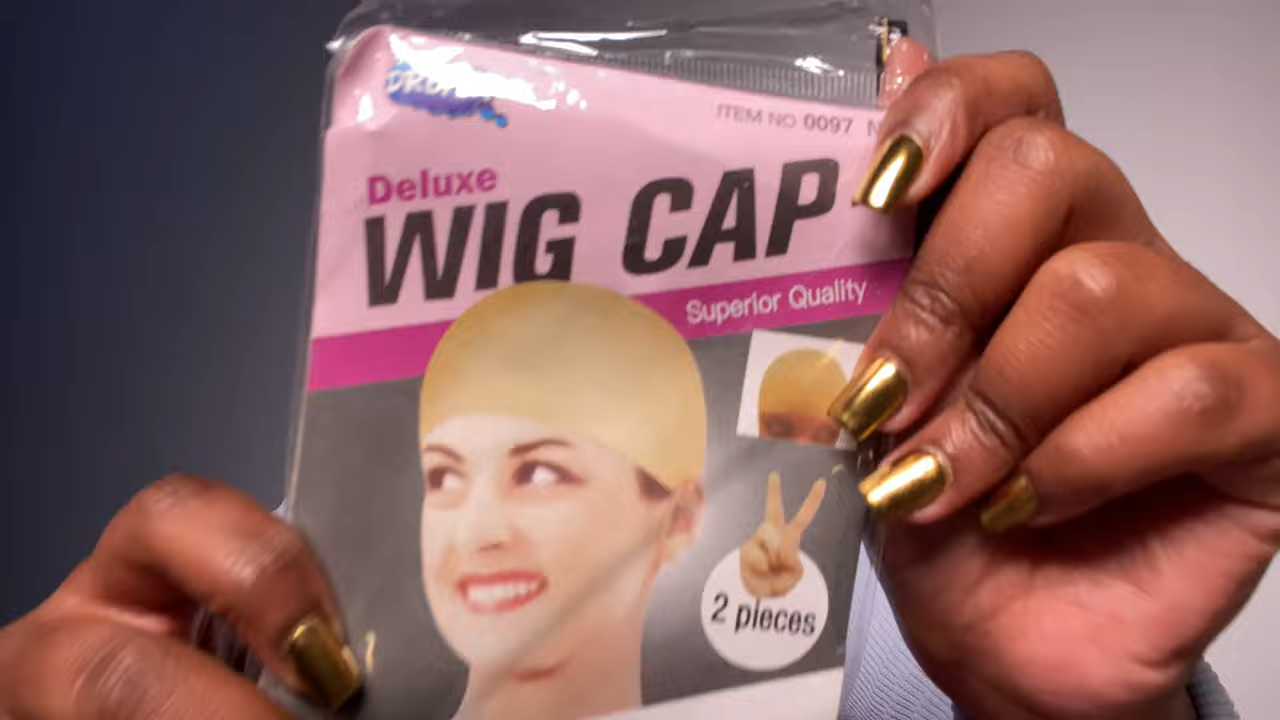 ITEM NO 0097
Deluxe
WIG CAP
Superior Quality
2 pieces